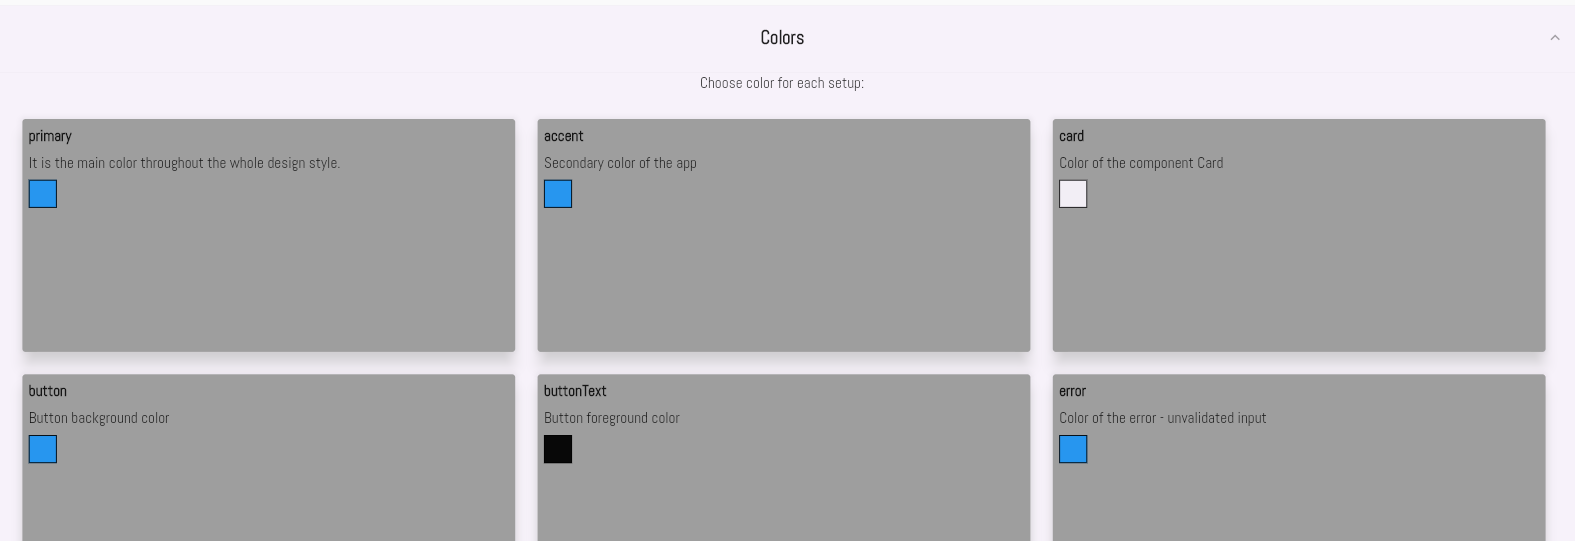 Colors
Choose color for each setup:
primary
It is the main color throughout the whole design style.
accent
Secondary color of the app
card
Color of the component Card
button
Button background color
buttonText
Button foreground color
error
Color of the error - unvalidated input